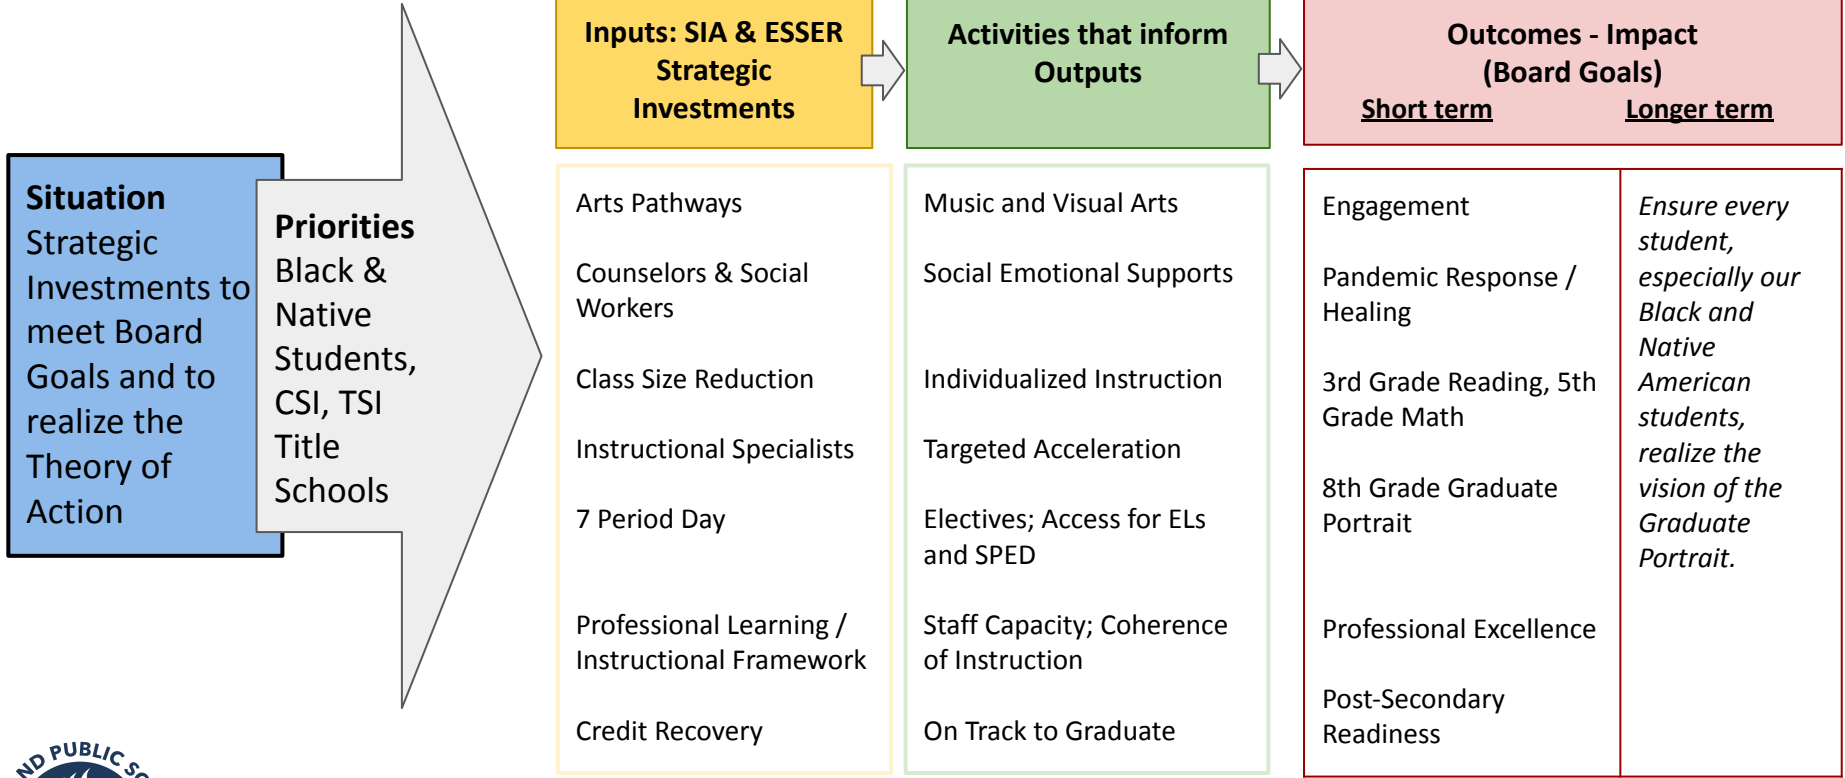 Situation
Strategic
Investments to
meet Board
Goals and to
realize the
Theory of
Action
Priorities
Black &
Native
Students,
CSI, TSI
Title
Schools
Inputs: SIA & ESSER
Strategic
Investments
Arts Pathways
Counselors & Social
Workers
Class Size Reduction
Instructional Specialists
7 Period Day
Professional Learning /
Instructional Framework
Credit Recovery
Activities that inform
Outputs
Music and Visual Arts
Social Emotional Supports
Individualized Instruction
Targeted Acceleration
Electives; Access for ELs
and SPED
Staff Capacity; Coherence
of Instruction
On Track to Graduate
Outcomes - Impact
(Board Goals)
Short term
Longer term
Engagement
Pandemic Response /
Healing
3rd Grade Reading, 5th
Grade Math
8th Grade Graduate
Portrait
Professional Excellence
Post-Secondary
Readiness
Ensure every
student,
especially our
Black and
Native
American
students,
realize the
vision of the
Graduate
Portrait.
PUBLIC